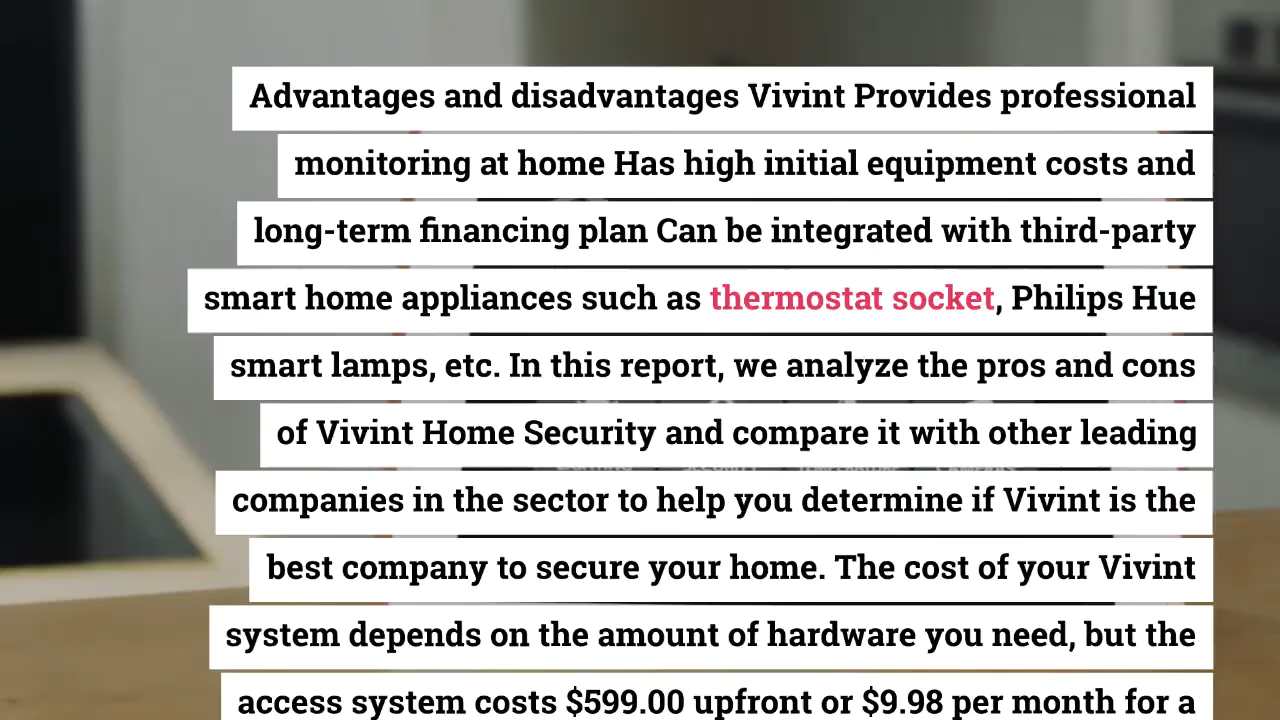 Advantages and disadvantages Vivint Provides professional
monitoring at home Has high initial equipment costs and
long-term financing plan Can be integrated with third-party
smart home appliances such as thermostat socket, Philips Hue
smart lamps, etc. In this report, we analyze the pros and cons
of Vivint Home Security and compare it with other leading
companies in the sector to help you determine if Vivint is the
best company to secure your home. The cost of your Vivint
system depends on the amount of hardware you need, but the
access system costs $599.00 upfront or $9.98 per month for a